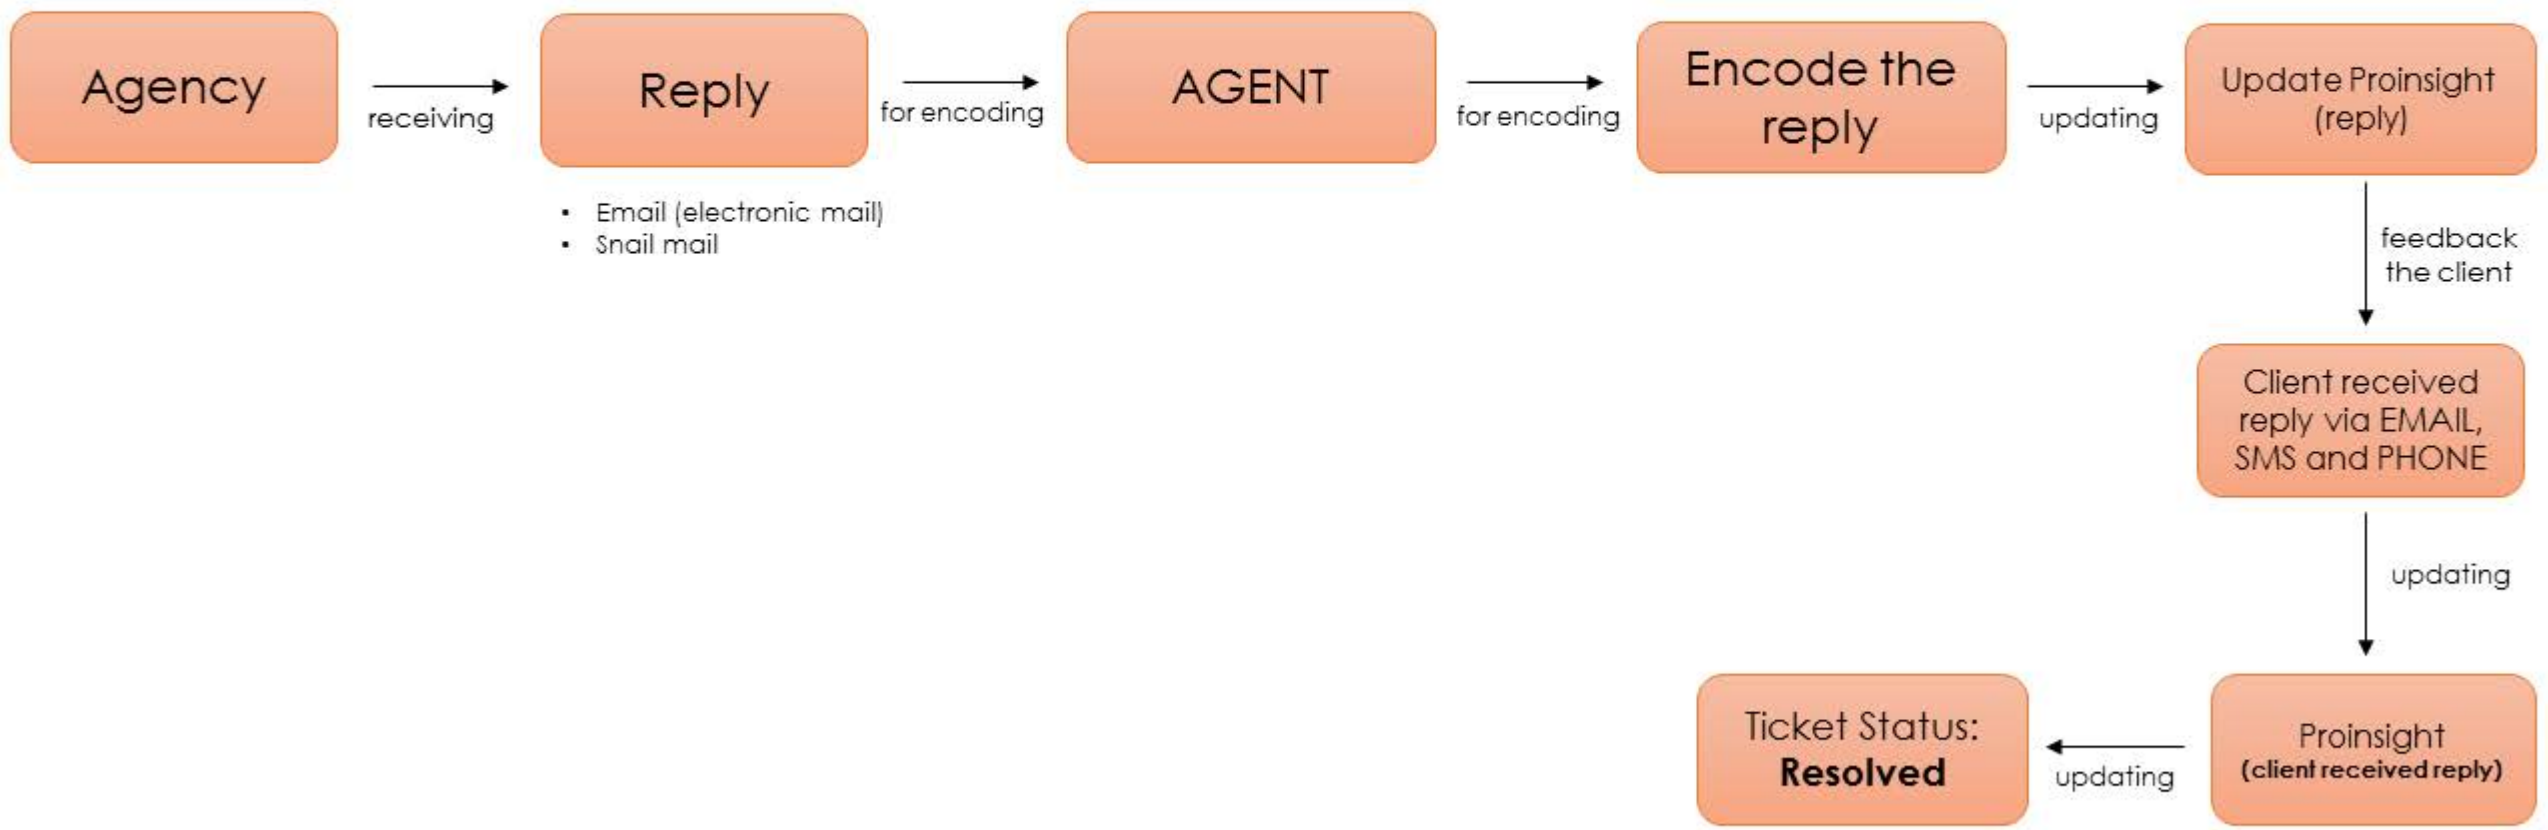 Agency
receiving
Reply
for encoding
AGENT
for encoding
Encode the
reply
updating
Update Proinsight
(reply)
• Email (electronic mail)
• Snail mail
feedback
the client
Client received
reply via EMAIL,
SMS and PHONE
updating
Proinsight
(client received reply)
updating
Ticket Status:
Resolved